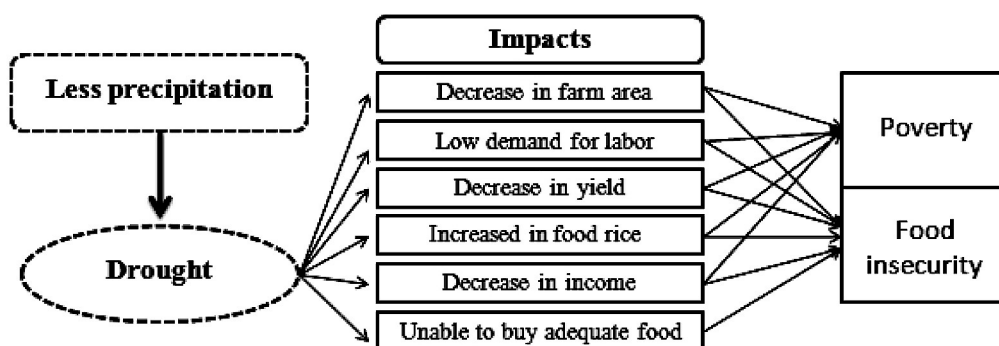 Less precipitation
Drought
Impacts
Decrease in farm area
Low demand for labor
Decrease in yield
Increased in food rice
Decrease in income
Unable to buy adequate food
Poverty
Food
insecurity